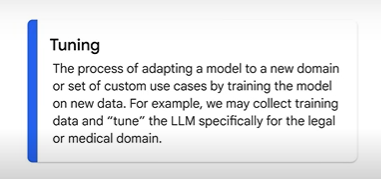 Tuning
The process of adapting a model to a new domain
or set of custom use cases by training the model
on new data. For example, we may collect training
data and “tune” the LLM specifically for the legal
or medical domain.